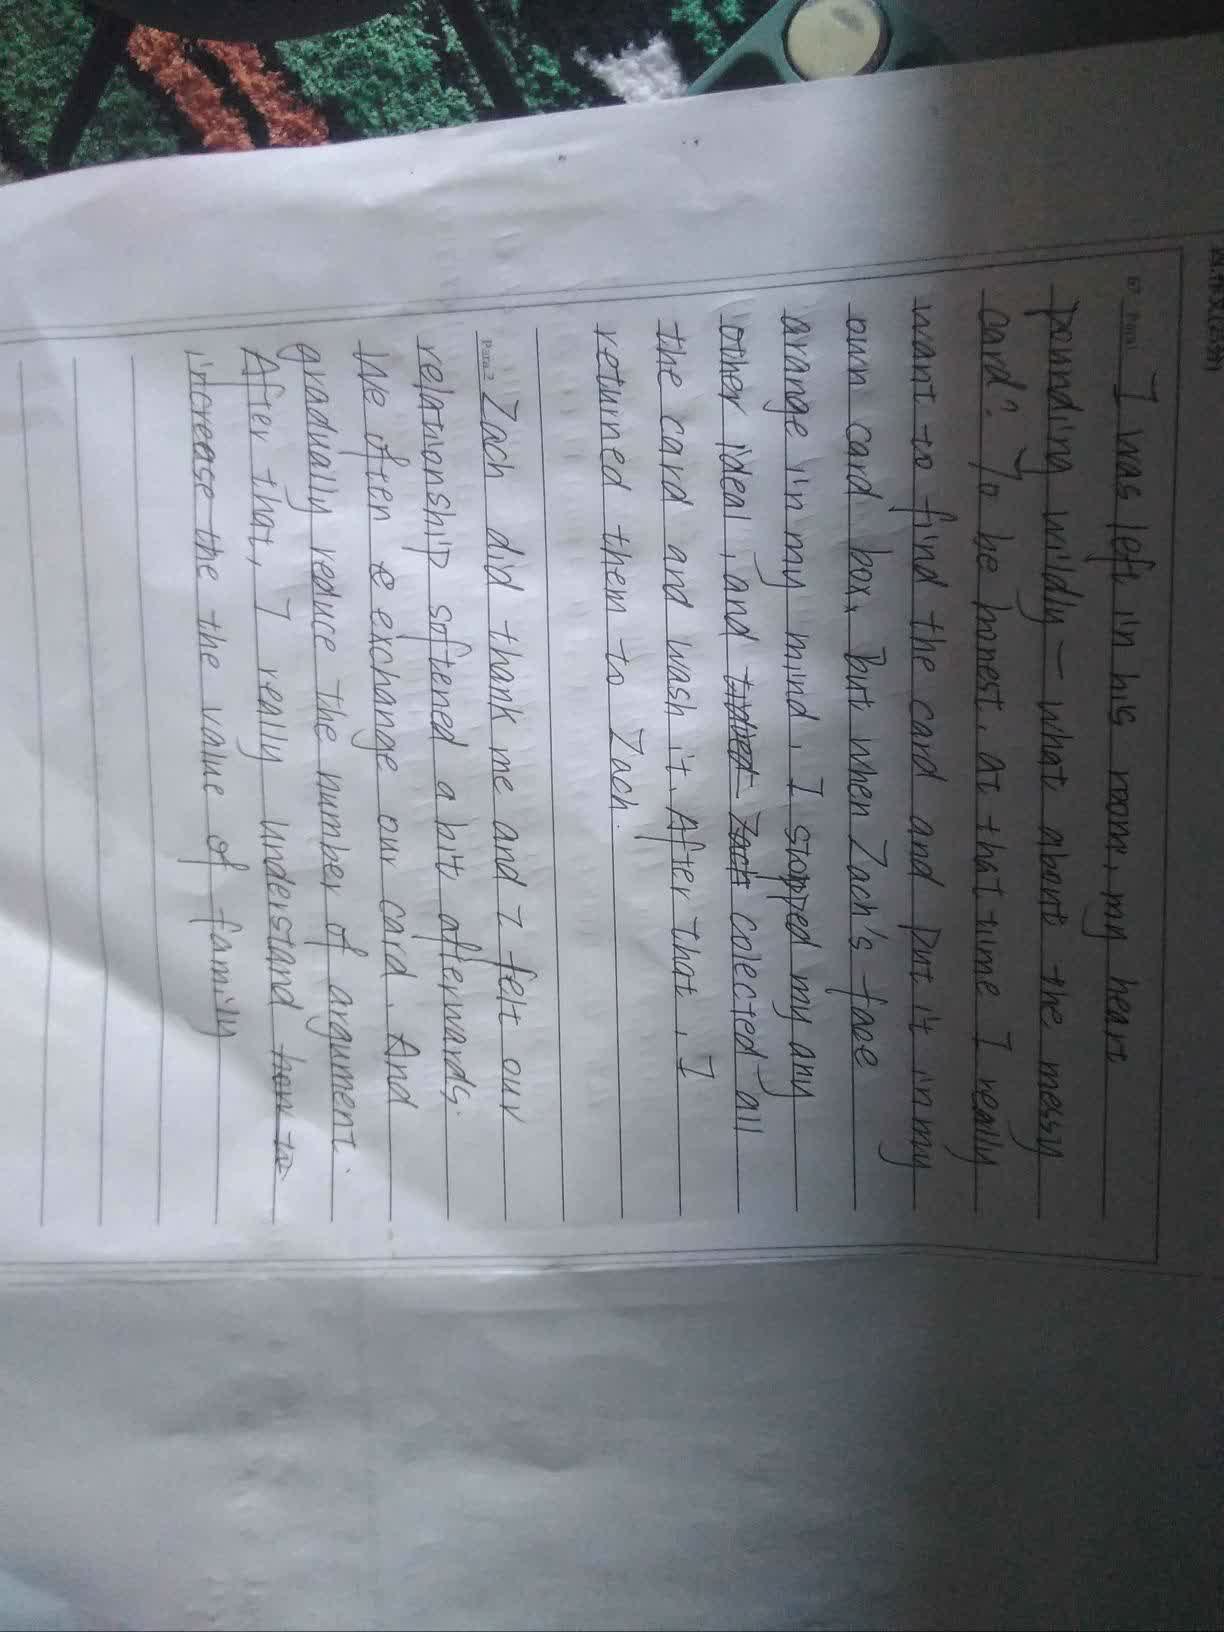 Para 1 I was left in his room, my heart
pounding wildly — what about the messy
card? To be honest, at that time I really
want to find the card and put it in my
own card box. But when Zach's face
arange in my mind, I stopped my any
other ideal, and colected all
the card and wash it. After that, I
returned them to Zach.
Para 2 Zach did thank me and I felt our
relationship softened a bit afterwards.
We often e exchange our card. And
gradually reduce the number of argument.
After that, I really understand how to
increase the the value of family